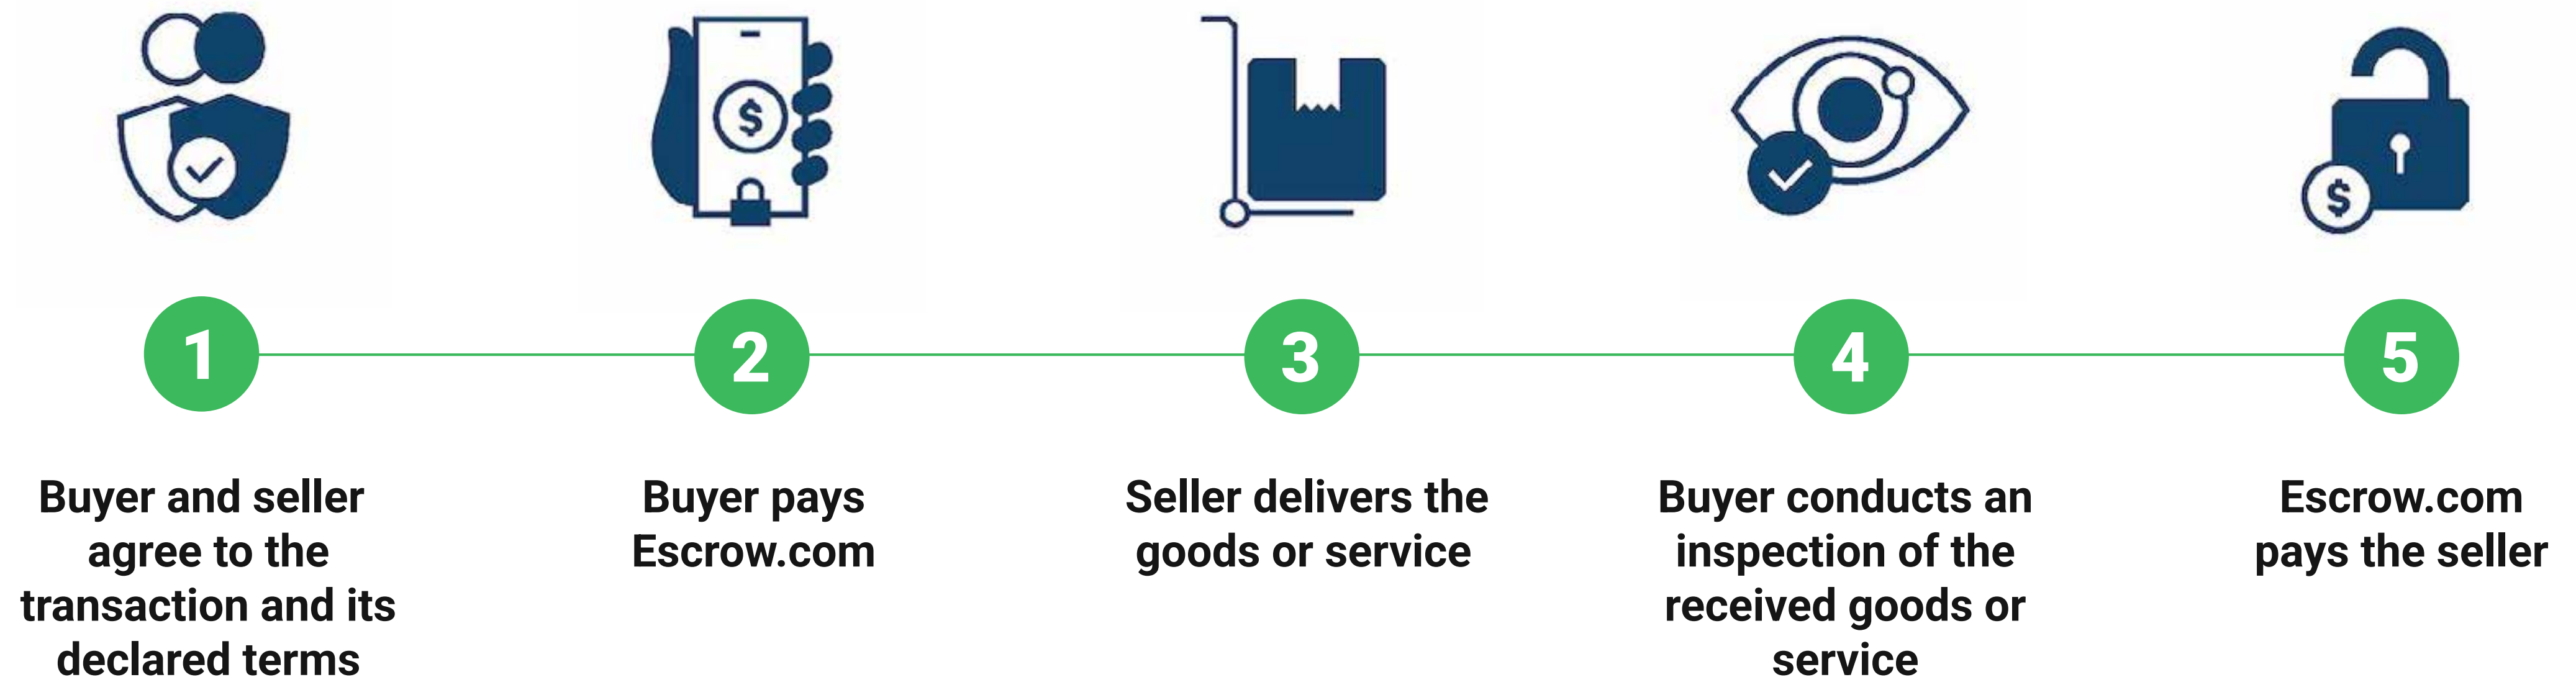 $
$
1
2
3
4
5
Buyer and seller
agree to the
transaction and its
declared terms
Buyer pays
Escrow.com
Seller delivers the
goods or service
Buyer conducts an
inspection of the
received goods or
service
Escrow.com
pays the seller